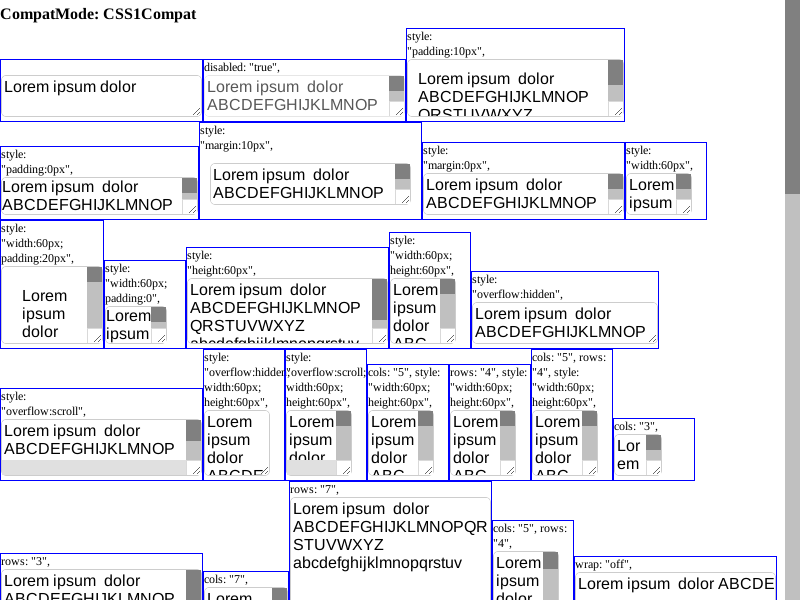 CompatMode: CSS1Compat
Lorem ipsum dolor
disabled: "true",
Lorem ipsum  dolor
ABCDEFGHIJKLMNOP
style:
"padding:10px",
Lorem ipsum  dolor
ABCDEFGHIJKLMNOP
QRSTUVWXYZ
style:
"padding:0px",
Lorem ipsum  dolor
ABCDEFGHIJKLMNOP
style:
"margin:10px",
Lorem ipsum  dolor
ABCDEFGHIJKLMNOP
style:
"margin:0px",
Lorem ipsum  dolor
ABCDEFGHIJKLMNOP
style:
"width:60px",
Lorem
ipsum
style:
"width:60px;
padding:20px",
Lorem
ipsum
dolor
style:
"width:60px;
padding:0",
Lorem
ipsum
style:
"height:60px",
Lorem ipsum  dolor
ABCDEFGHIJKLMNOP
QRSTUVWXYZ
abcdefghijklmnopqrstuv
style:
"width:60px;
height:60px",
Lorem
ipsum
dolor
ABC
style:
"overflow:hidden",
Lorem ipsum  dolor
ABCDEFGHIJKLMNOP
style:
"overflow:scroll",
Lorem ipsum  dolor
ABCDEFGHIJKLMNOP
style:
"overflow:hidden;
width:60px;
height:60px",
Lorem
ipsum
dolor
ABCDE
style:
"overflow:scroll;
width:60px;
height:60px",
Lorem
ipsum
dolor
cols: "5", style:
"width:60px;
height:60px",
Lorem
ipsum
dolor
ABC
rows: "4", style:
"width:60px;
height:60px",
Lorem
ipsum
dolor
ABC
cols: "5", rows:
"4", style:
"width:60px;
height:60px",
Lorem
ipsum
dolor
ABC
cols: "3",
Lor
em
rows: "3",
Lorem ipsum  dolor
ABCDEFGHIJKLMNOP
cols: "7",
Lorem
rows: "7",
Lorem ipsum  dolor
ABCDEFGHIJKLMNOPQR
STUVWXYZ
abcdefghijklmnopqrstuv
cols: "5", rows:
"4",
Lorem
ipsum
dolor
wrap: "off",
Lorem ipsum  dolor ABCDE